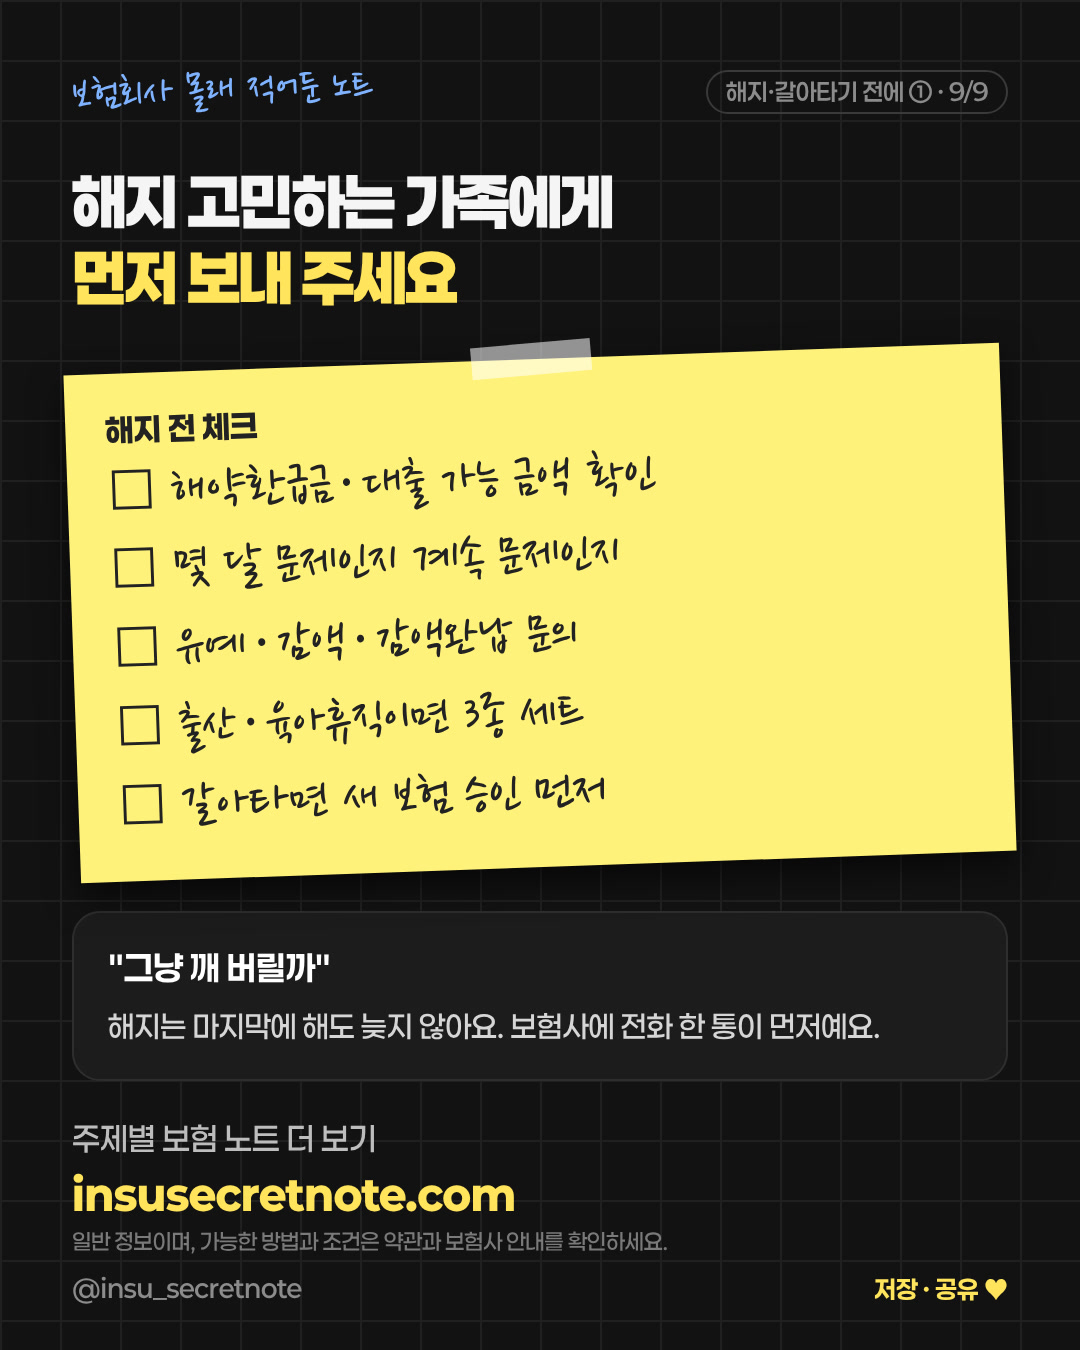 보험회사 몰래 적어둔 노트
해지·갈아타기 전에 ① · 9/9
해지 고민하는 가족에게
먼저 보내 주세요
해지 전 체크
해약환급금 · 대출 가능 금액 확인
몇 달 문제인지 계속 문제인지
유예 · 감액 · 감액완납 문의
출산 · 육아휴직이면 3종 세트
갈아타면 새 보험 승인 먼저
"그냥 깨 버릴까"
해지는 마지막에 해도 늦지 않아요. 보험사에 전화 한 통이 먼저예요.
주제별 보험 노트 더 보기
insusecretnote.com
일반 정보이며, 가능한 방법과 조건은 약관과 보험사 안내를 확인하세요.
@insu_secretnote
저장 · 공유 ♥